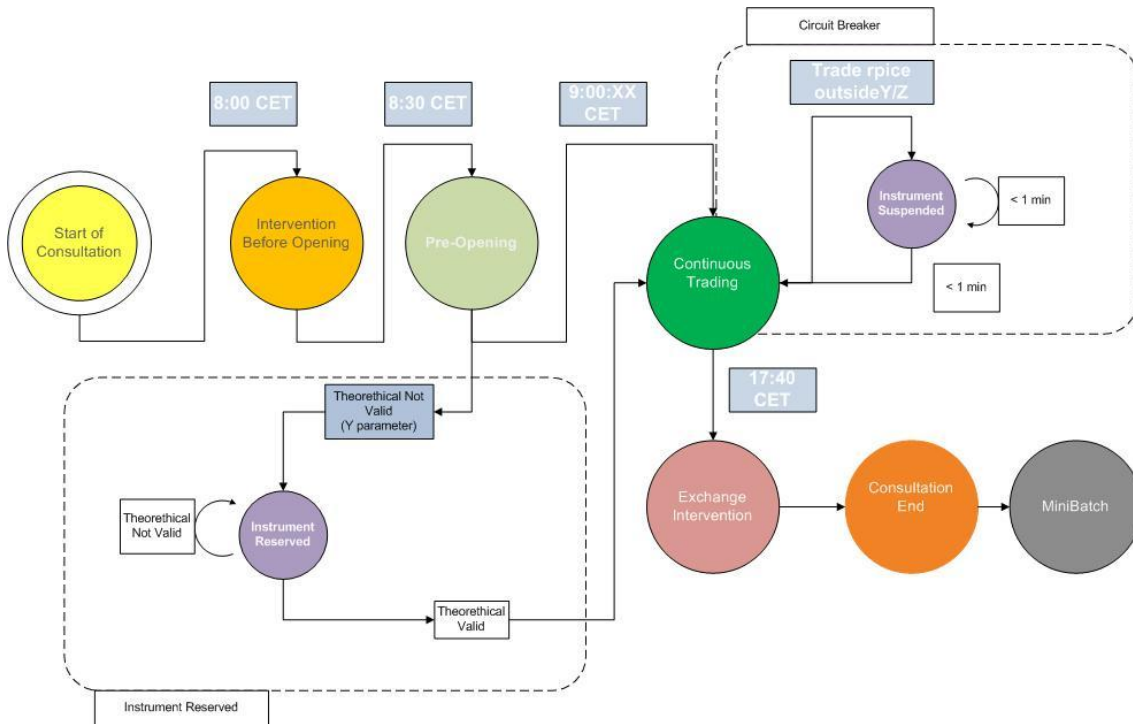 Circuit Breaker
8:00 CET
8:30 CET
9:00:XX
CET
Trade rpice
outsideY/Z
Start of
Consultation
Intervention
Before Opening
Pre-Opening
Continuous
Trading
Instrument
Suspended
< 1 min
< 1 min
Theorethical Not
Valid
(Y parameter)
17:40
CET
Theorethical
Not Valid
Instrument
Reserved
Theorethical
Valid
Exchange
Intervention
Consultation
End
MiniBatch
Instrument Reserved